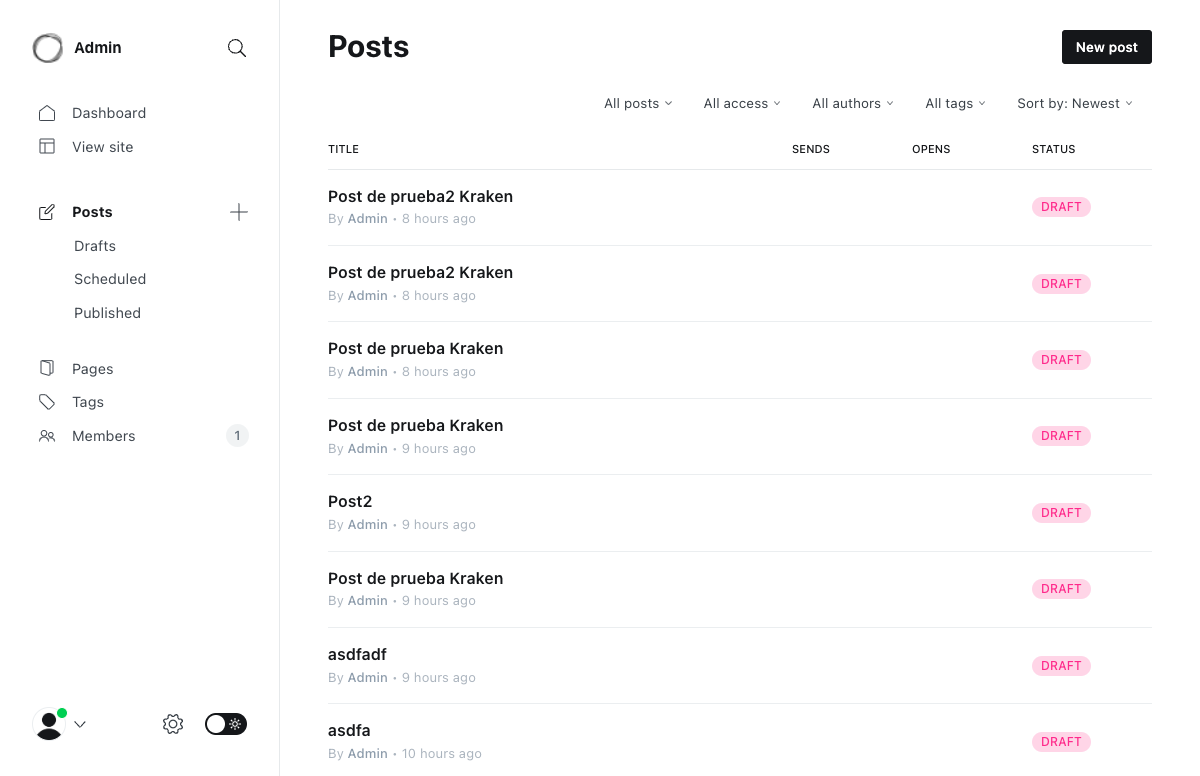 Admin
Dashboard
View site
Posts
Drafts
Scheduled
Published
Pages
Tags
Members 1
Posts
New post
All posts All access All authors All tags Sort by: Newest
TITLE SENDS OPENS STATUS
Post de prueba2 Kraken
By Admin • 8 hours ago
DRAFT
Post de prueba2 Kraken
By Admin • 8 hours ago
DRAFT
Post de prueba Kraken
By Admin • 8 hours ago
DRAFT
Post de prueba Kraken
By Admin • 9 hours ago
DRAFT
Post2
By Admin • 9 hours ago
DRAFT
Post de prueba Kraken
By Admin • 9 hours ago
DRAFT
asdfadf
By Admin • 9 hours ago
DRAFT
asdfa
By Admin • 10 hours ago
DRAFT